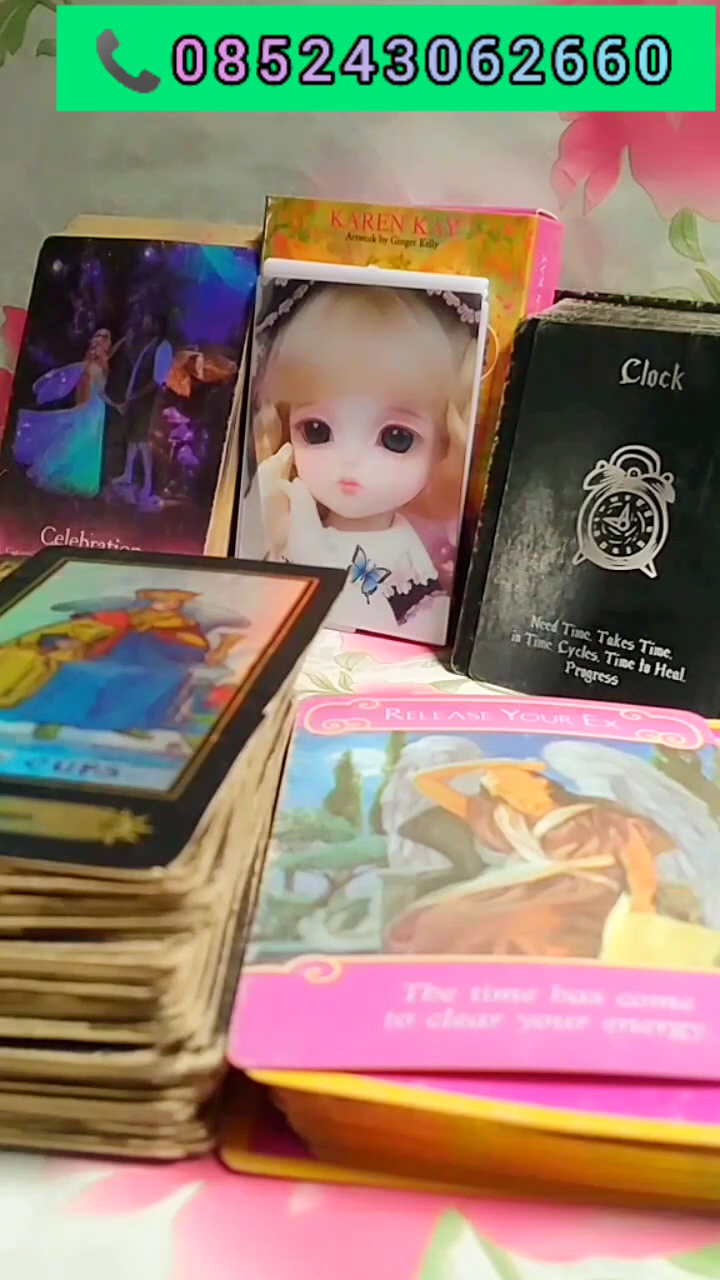 085243062660
KAREN KAY
Artwork by Ginger Kelly
Clock
Celebration
Need Time, Takes Time,
in Time, Cycles, Time to Heal,
Progress
RELEASE YOUR EX
The time has come
to clear your energy